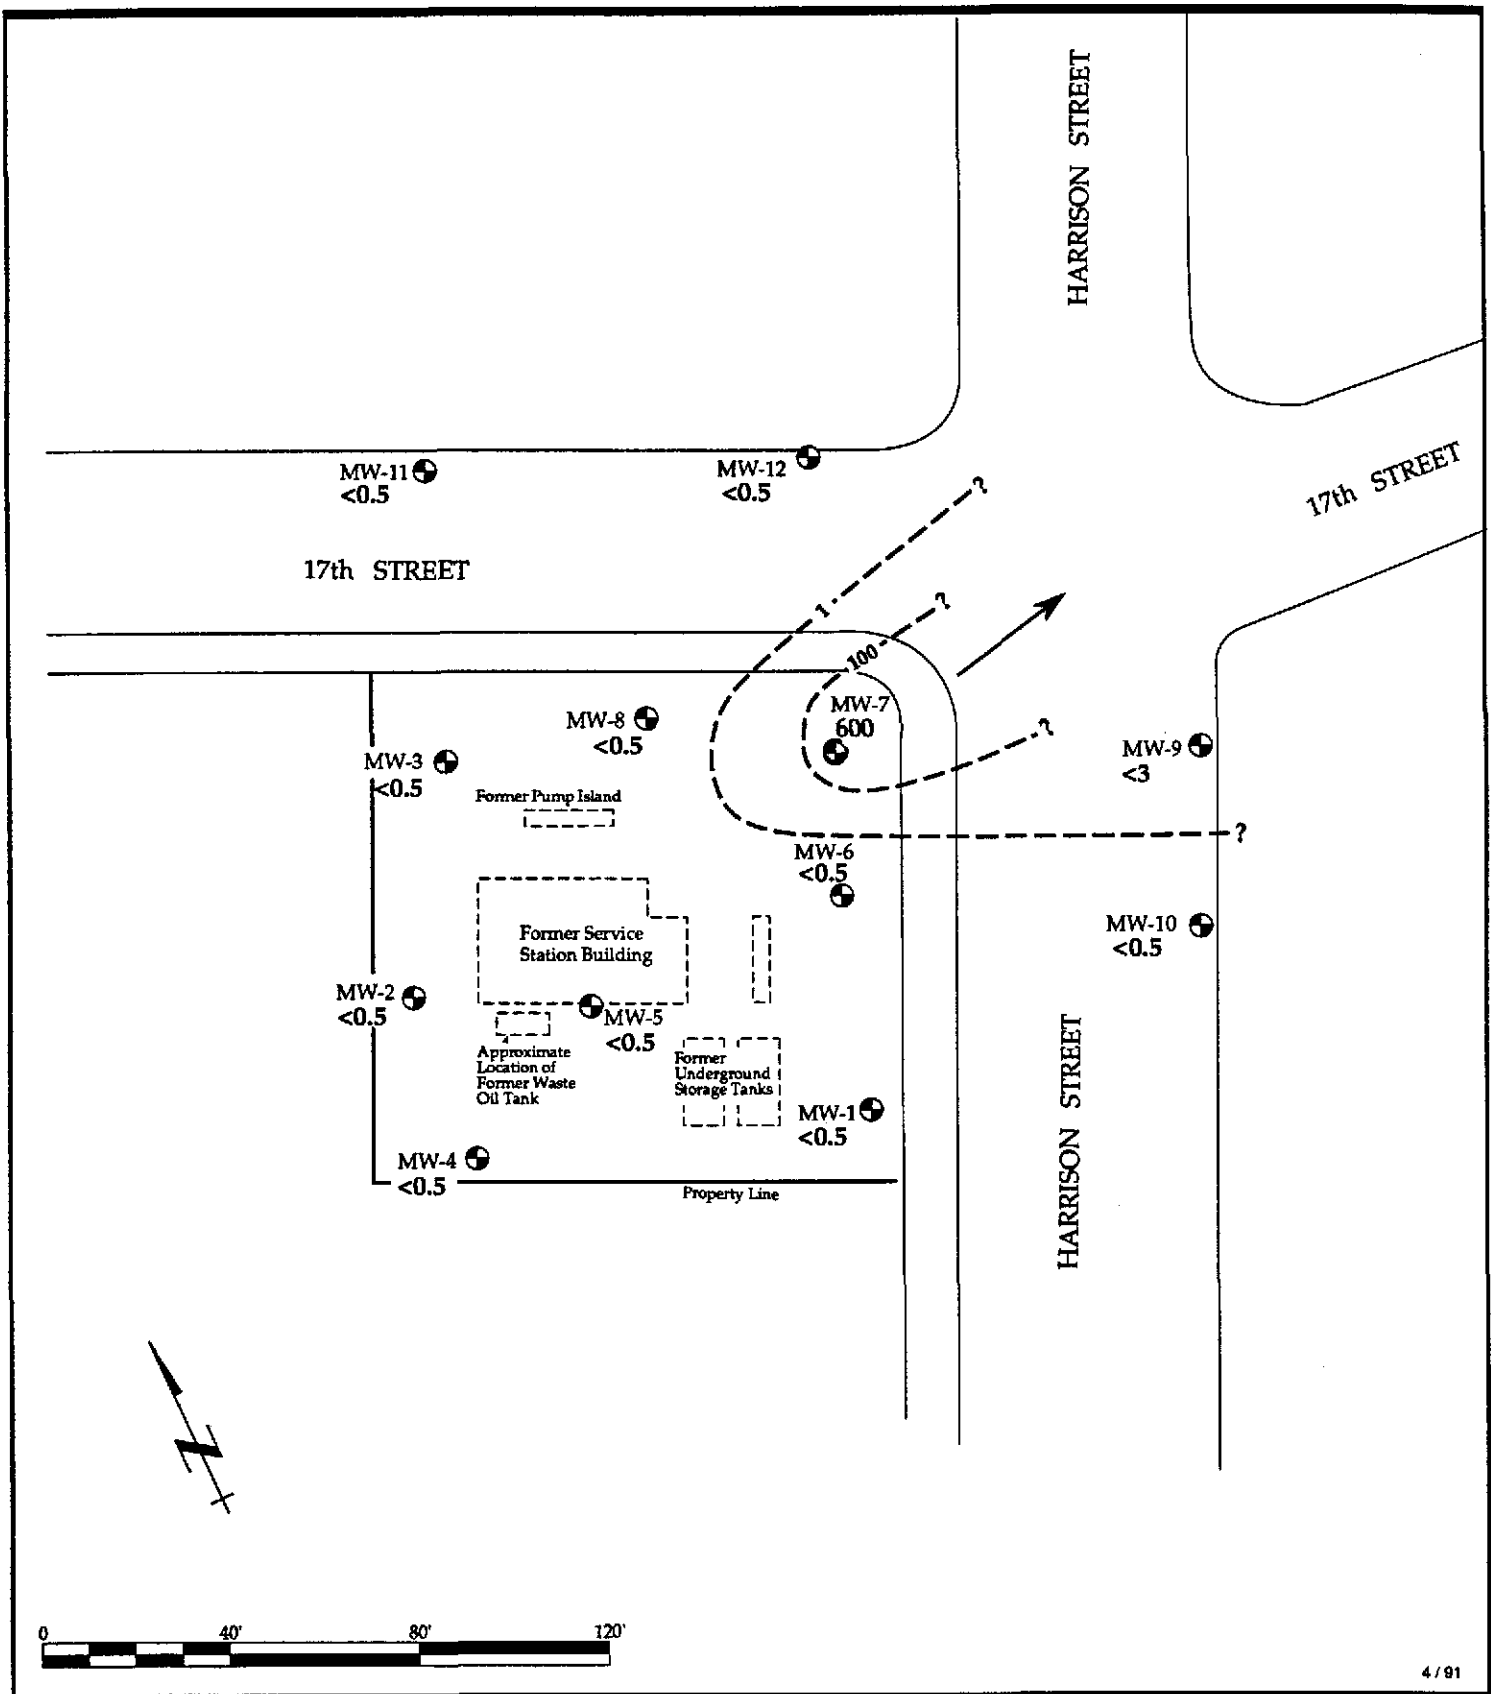 HARRISON STREET
17th STREET
MW-11
<0.5
MW-12
<0.5
?
17th STREET
1
?
100
MW-7
600
MW-8
<0.5
?
MW-9
<3
MW-3
<0.5
Former Pump Island
?
MW-6
<0.5
MW-10
<0.5
Former Service
Station Building
MW-2
<0.5
MW-5
<0.5
Approximate
Location of
Former Waste
Oil Tank
Former
Underground
Storage Tanks
MW-1
<0.5
HARRISON STREET
MW-4
<0.5
Property Line
N
0 40' 80' 120'
4 / 91